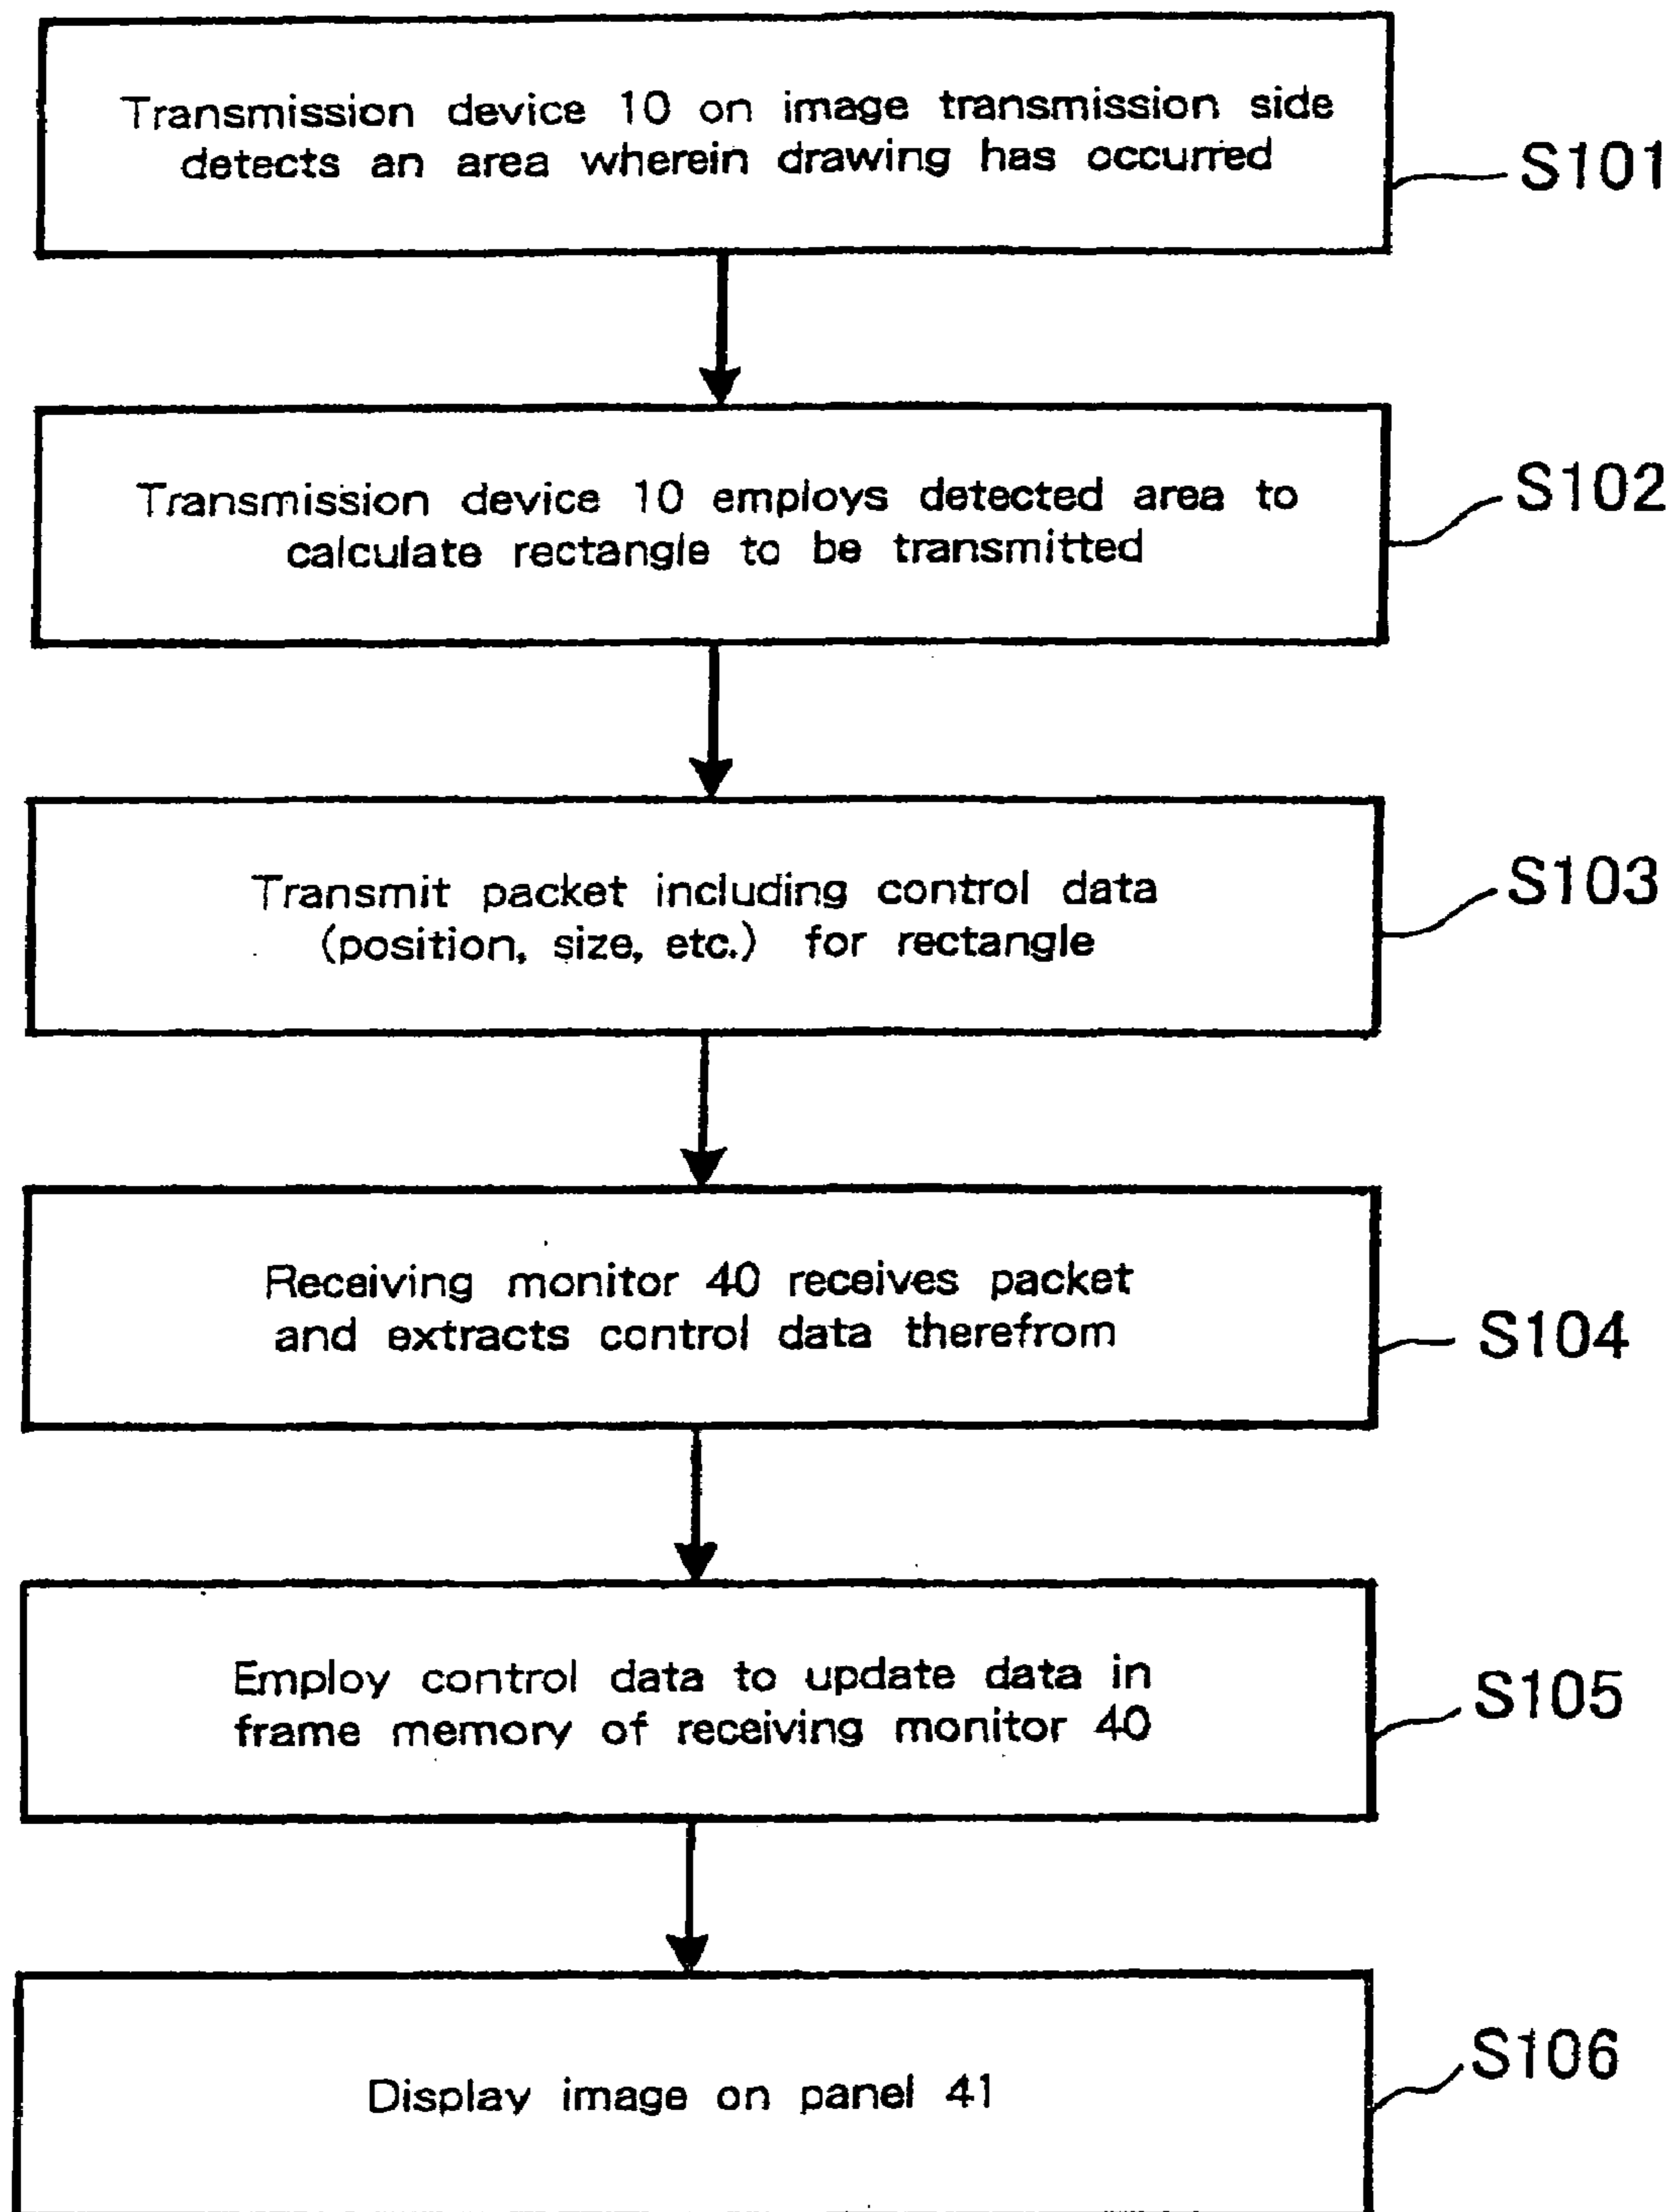 Transmission device 10 on image transmission side
detects an area wherein drawing has occurred
S101
Transmission device 10 employs detected area to
calculate rectangle to be transmitted
S102
Transmit packet including control data
(position, size, etc.) for rectangle
S103
Receiving monitor 40 receives packet
and extracts control data therefrom
S104
Employ control data to update data in
frame memory of receiving monitor 40
S105
Display image on panel 41
S106